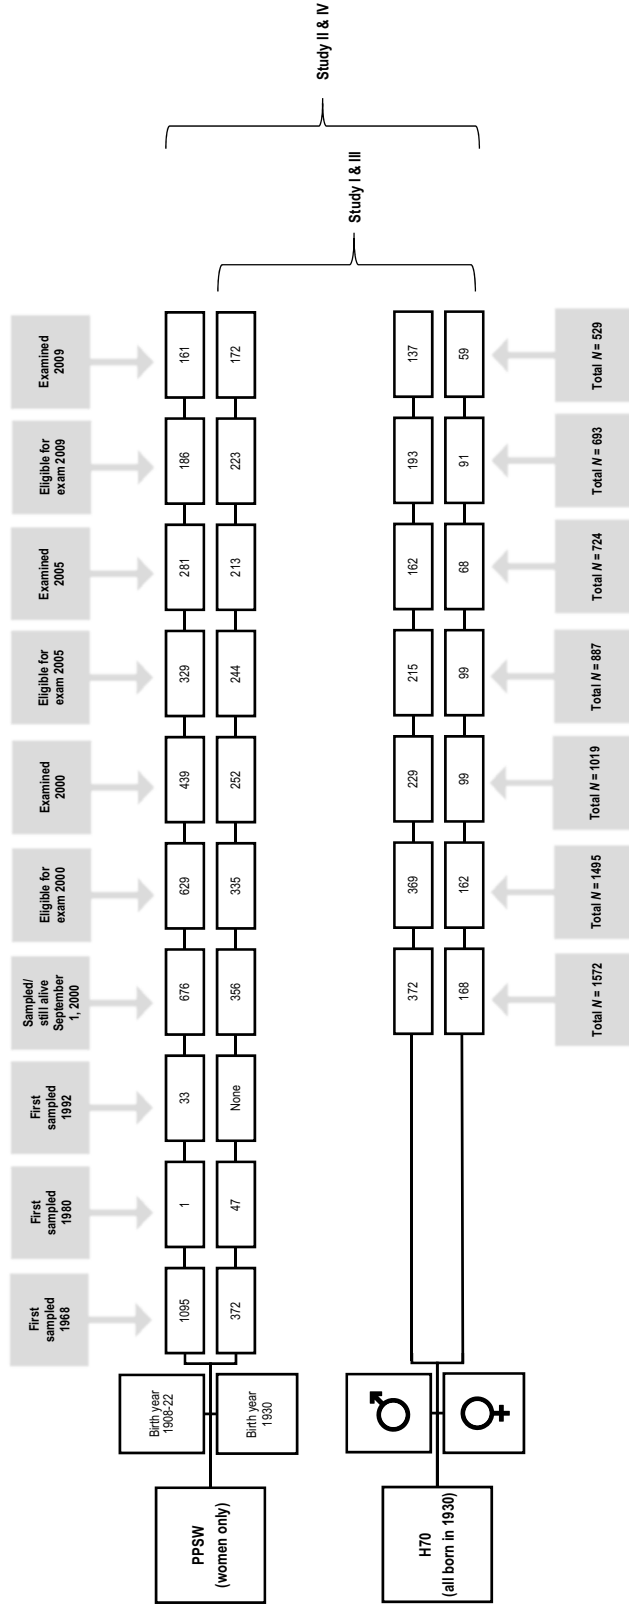 First
sampled
1968
First
sampled
1980
First
sampled
1992
Sampled/
still alive
September
1, 2000
Eligible for
exam 2000
Examined
2000
Eligible for
exam 2005
Examined
2005
Eligible for
exam 2009
Examined
2009
PPSW
(women only)
Birth year
1908-22
1095
1
33
676
629
439
329
281
186
161
Birth year
1930
372
47
None
356
335
252
244
213
223
172
Study I & III
Study II & IV
H70
(all born in 1930)
♂
372
369
229
215
162
193
137
♀
168
162
99
99
68
91
59
Total N = 1572
Total N = 1495
Total N = 1019
Total N = 887
Total N = 724
Total N = 693
Total N = 529